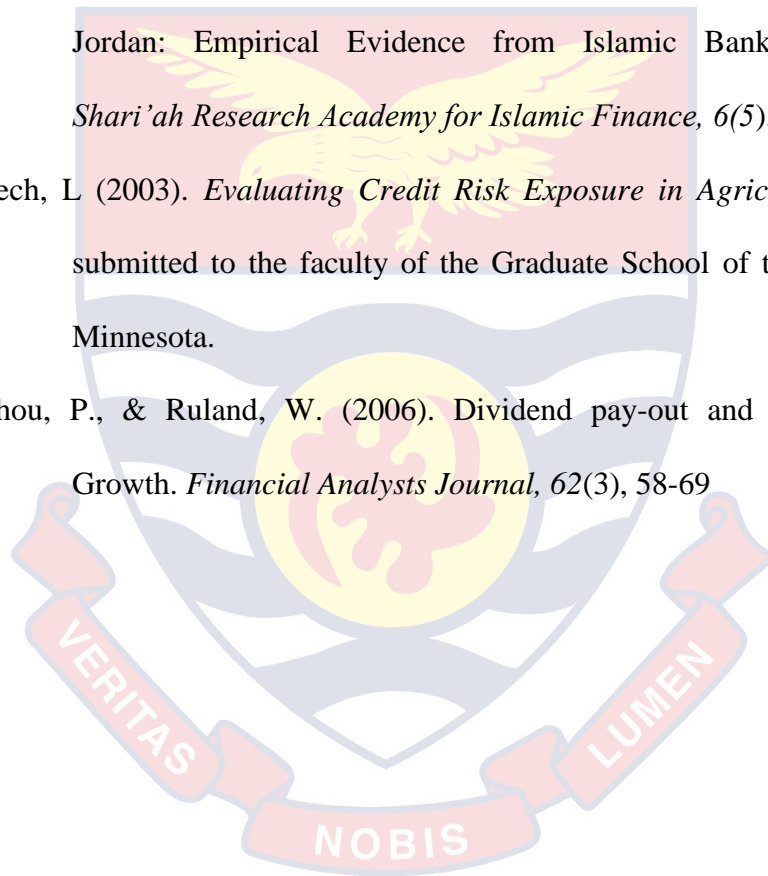 Jordan: Empirical Evidence from Islamic Bank
Shari’ah Research Academy for Islamic Finance, 6(5)
ech, L (2003). Evaluating Credit Risk Exposure in Agric
submitted to the faculty of the Graduate School of t
Minnesota.
hou, P., & Ruland, W. (2006). Dividend pay-out and
Growth. Financial Analysts Journal, 62(3), 58-69
VERITAS
NOBIS
LUMEN